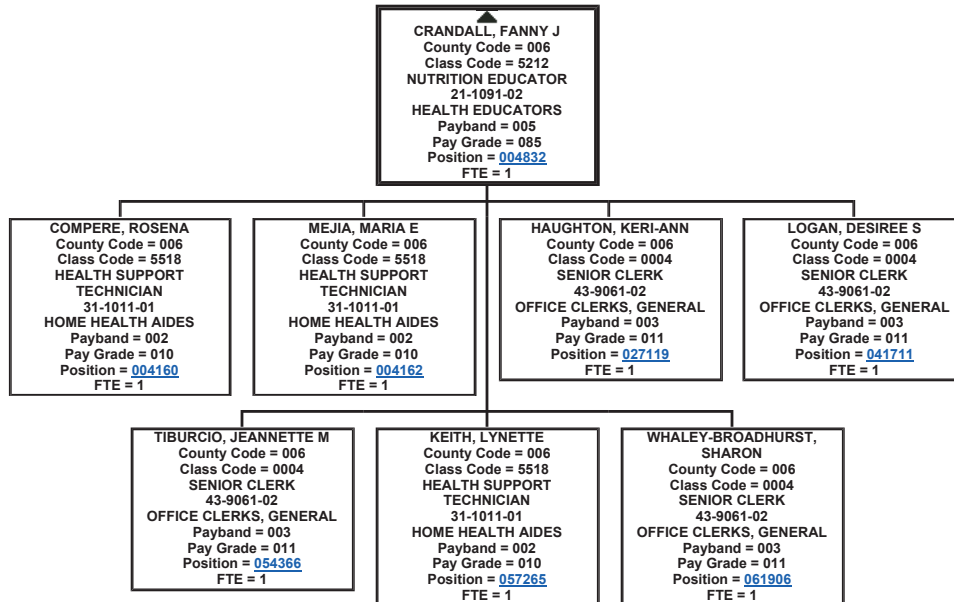 CRANDALL, FANNY J
County Code = 006
Class Code = 5212
NUTRITION EDUCATOR
21-1091-02
HEALTH EDUCATORS
Payband = 005
Pay Grade = 085
Position = 004832
FTE = 1
COMPERE, ROSENA
County Code = 006
Class Code = 5518
HEALTH SUPPORT
TECHNICIAN
31-1011-01
HOME HEALTH AIDES
Payband = 002
Pay Grade = 010
Position = 004160
FTE = 1
MEJIA, MARIA E
County Code = 006
Class Code = 5518
HEALTH SUPPORT
TECHNICIAN
31-1011-01
HOME HEALTH AIDES
Payband = 002
Pay Grade = 010
Position = 004162
FTE = 1
HAUGHTON, KERI-ANN
County Code = 006
Class Code = 0004
SENIOR CLERK
43-9061-02
OFFICE CLERKS, GENERAL
Payband = 003
Pay Grade = 011
Position = 027119
FTE = 1
LOGAN, DESIREE S
County Code = 006
Class Code = 0004
SENIOR CLERK
43-9061-02
OFFICE CLERKS, GENERAL
Payband = 003
Pay Grade = 011
Position = 041711
FTE = 1
TIBURCIO, JEANNETTE M
County Code = 006
Class Code = 0004
SENIOR CLERK
43-9061-02
OFFICE CLERKS, GENERAL
Payband = 003
Pay Grade = 011
Position = 054366
FTE = 1
KEITH, LYNETTE
County Code = 006
Class Code = 5518
HEALTH SUPPORT
TECHNICIAN
31-1011-01
HOME HEALTH AIDES
Payband = 002
Pay Grade = 010
Position = 057265
FTE = 1
WHALEY-BROADHURST,
SHARON
County Code = 006
Class Code = 0004
SENIOR CLERK
43-9061-02
OFFICE CLERKS, GENERAL
Payband = 003
Pay Grade = 011
Position = 061906
FTE = 1